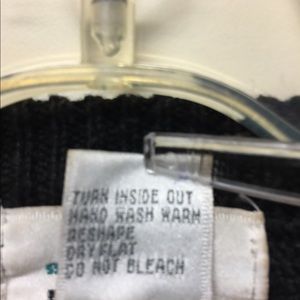 TURN INSIDE OUT
HAND WASH WARM
RESHAPE
DRY FLAT
DO NOT BLEACH